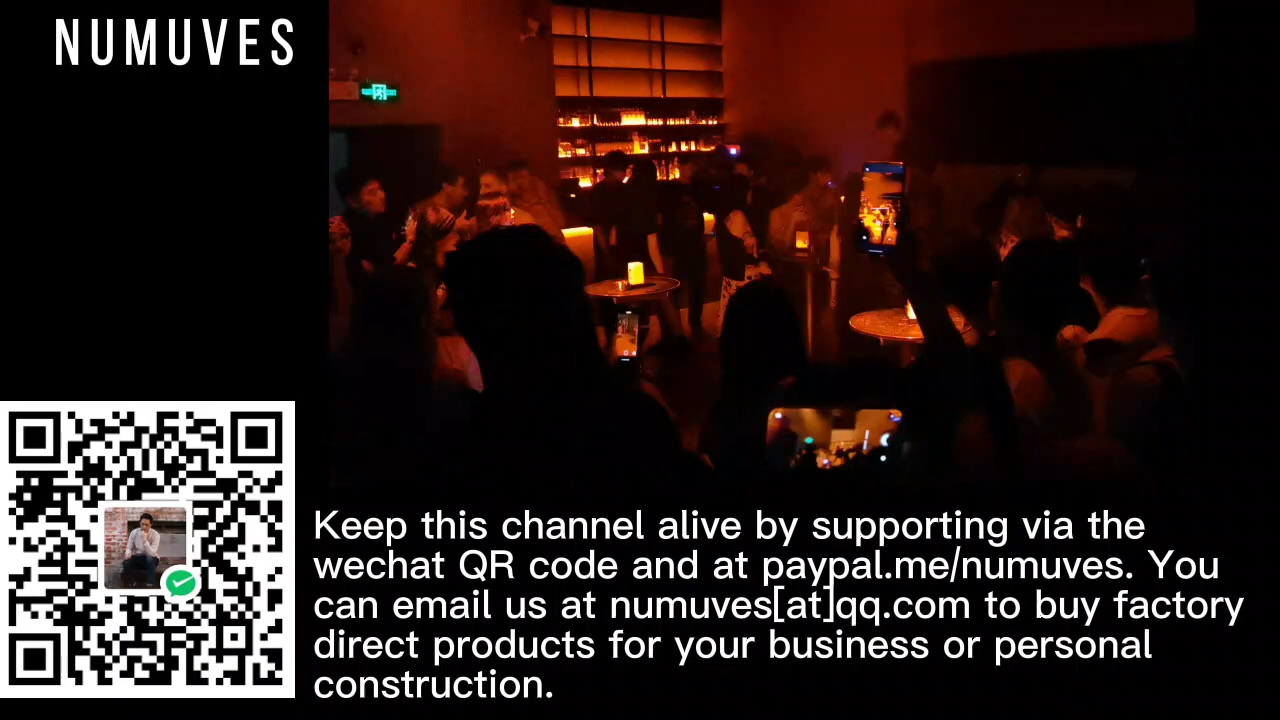 NUMUVES
Keep this channel alive by supporting via the
wechat QR code and at paypal.me/numuves. You
can email us at numuves[at]qq.com to buy factory
direct products for your business or personal
construction.